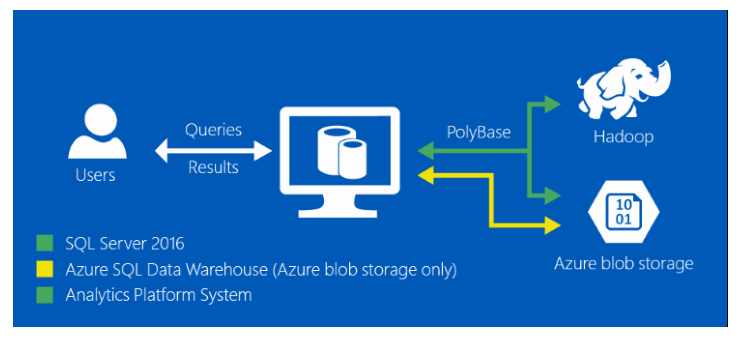 Queries
PolyBase
Hadoop
Users
Results
10
01
SQL Server 2016
Azure SQL Data Warehouse (Azure blob storage only)
Azure blob storage
Analytics Platform System